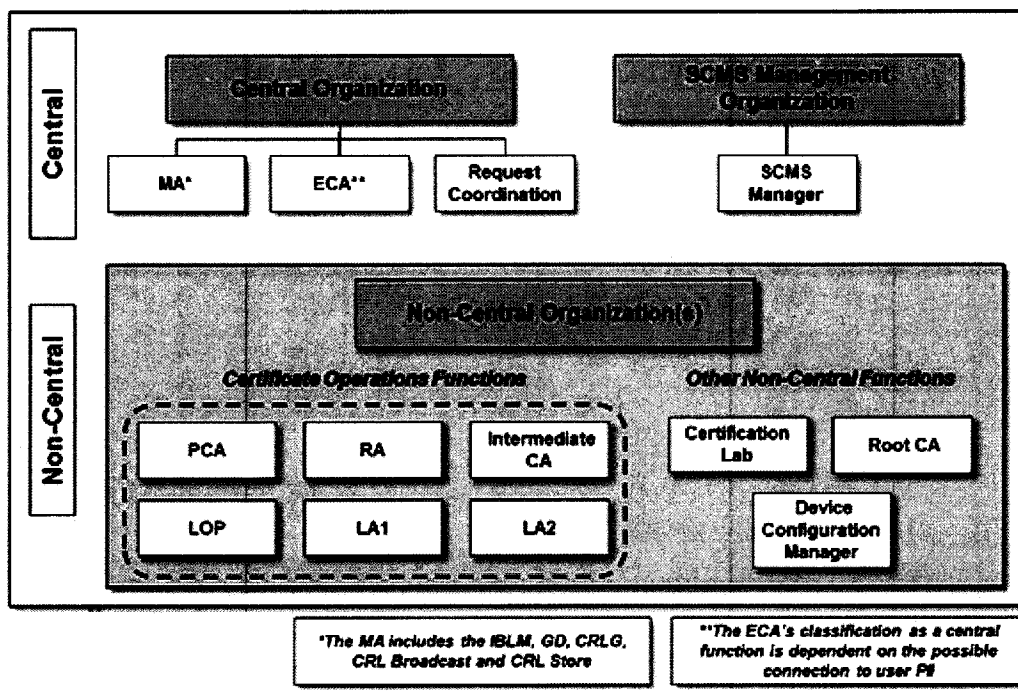 Central
Central Organization
SCMS Management
Organization
MA*
ECA**
Request
Coordination
SCMS
Manager
Non-Central
Non-Central Organization(s)
Certificate Operations Functions
Other Non-Central Functions
PCA
RA
Intermediate
CA
Certification
Lab
Root CA
LOP
LA1
LA2
Device
Configuration
Manager
*The MA includes the IBLM, GD, CRLG,
CRL Broadcast and CRL Store
**The ECA's classification as a central
function is dependent on the possible
connection to user PII